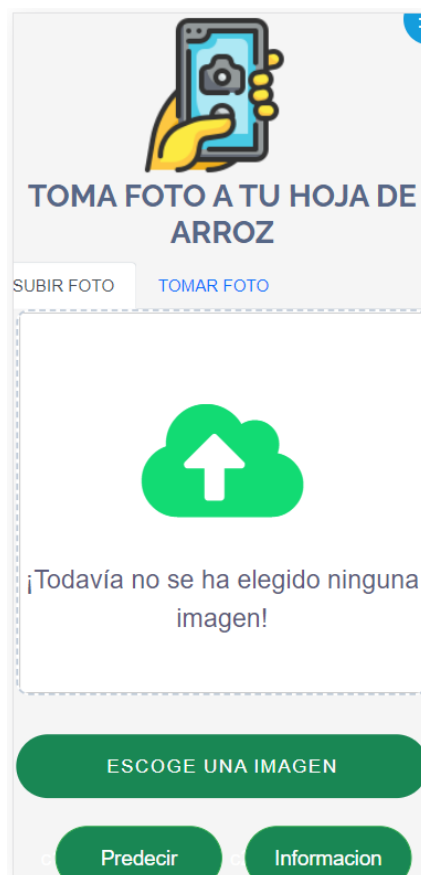 TOMA FOTO A TU HOJA DE
ARROZ
SUBIR FOTO TOMAR FOTO
¡Todavía no se ha elegido ninguna
imagen!
ESCOGE UNA IMAGEN
Predecir Informacion